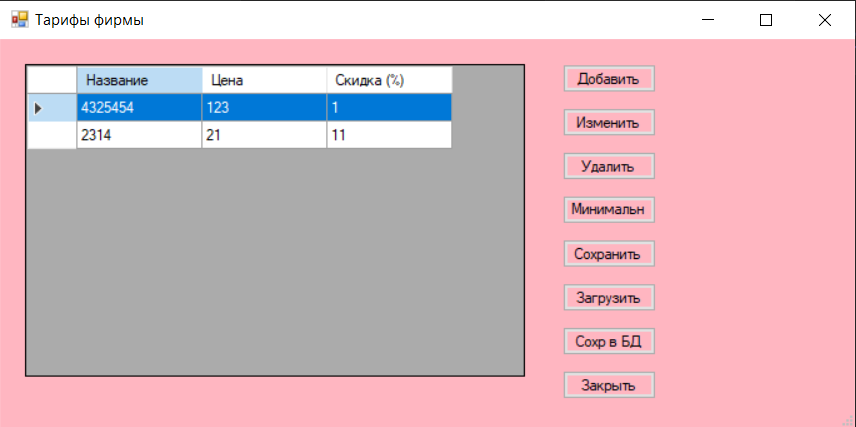 Тарифы фирмы
Название Цена Скидка (%)
4325454 123 1
2314 21 11
Добавить
Изменить
Удалить
Минимальн
Сохранить
Загрузить
Сохр в БД
Закрыть